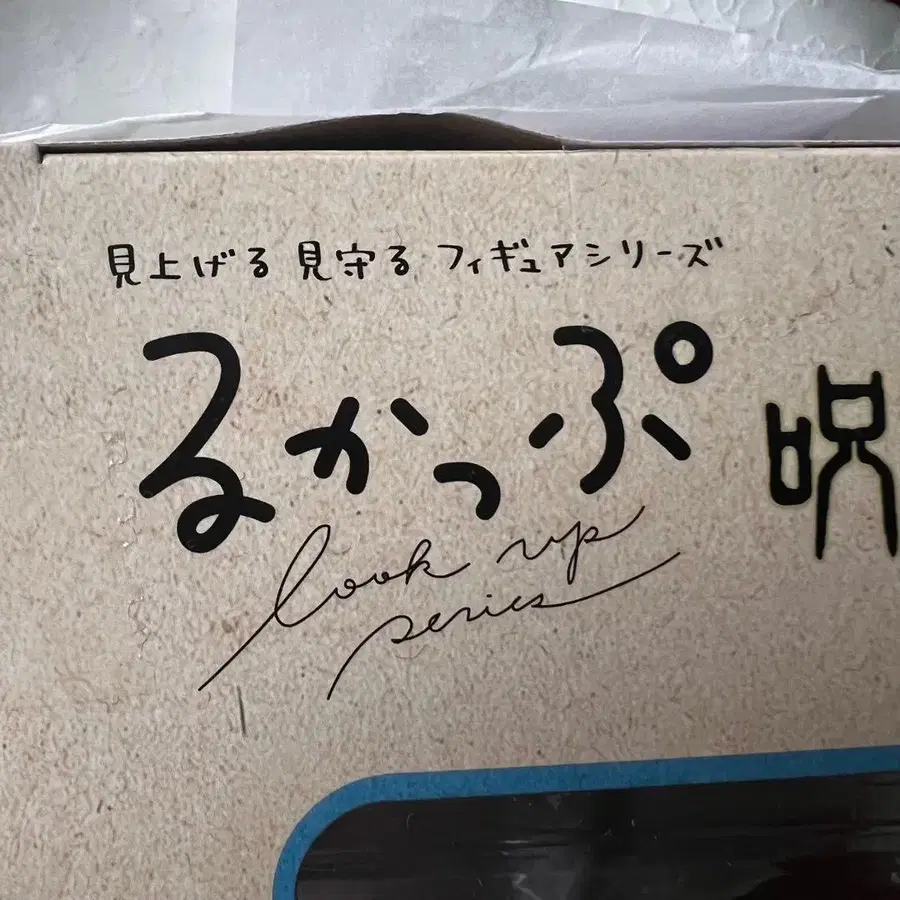 見上げる 見守る フィギュアシリーズ
るかっぷ
look up
series
呪